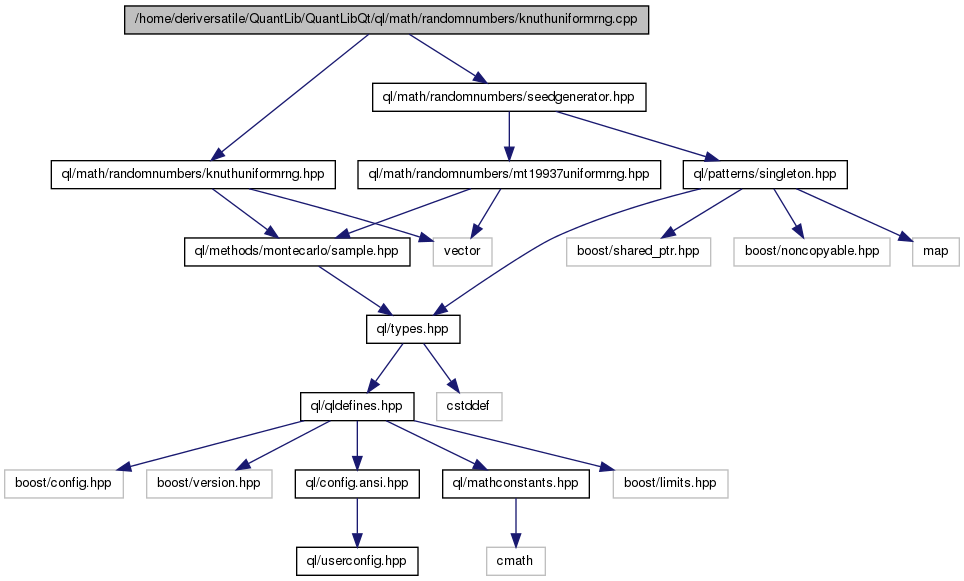 /home/deriversatile/QuantLib/QuantLibQt/ql/math/randomnumbers/knuthuniformrng.cpp
ql/math/randomnumbers/seedgenerator.hpp
ql/math/randomnumbers/knuthuniformrng.hpp
ql/math/randomnumbers/mt19937uniformrng.hpp
ql/patterns/singleton.hpp
ql/methods/montecarlo/sample.hpp
vector
boost/shared_ptr.hpp
boost/noncopyable.hpp
map
ql/types.hpp
ql/qldefines.hpp
cstddef
boost/config.hpp
boost/version.hpp
ql/config.ansi.hpp
ql/mathconstants.hpp
boost/limits.hpp
ql/userconfig.hpp
cmath